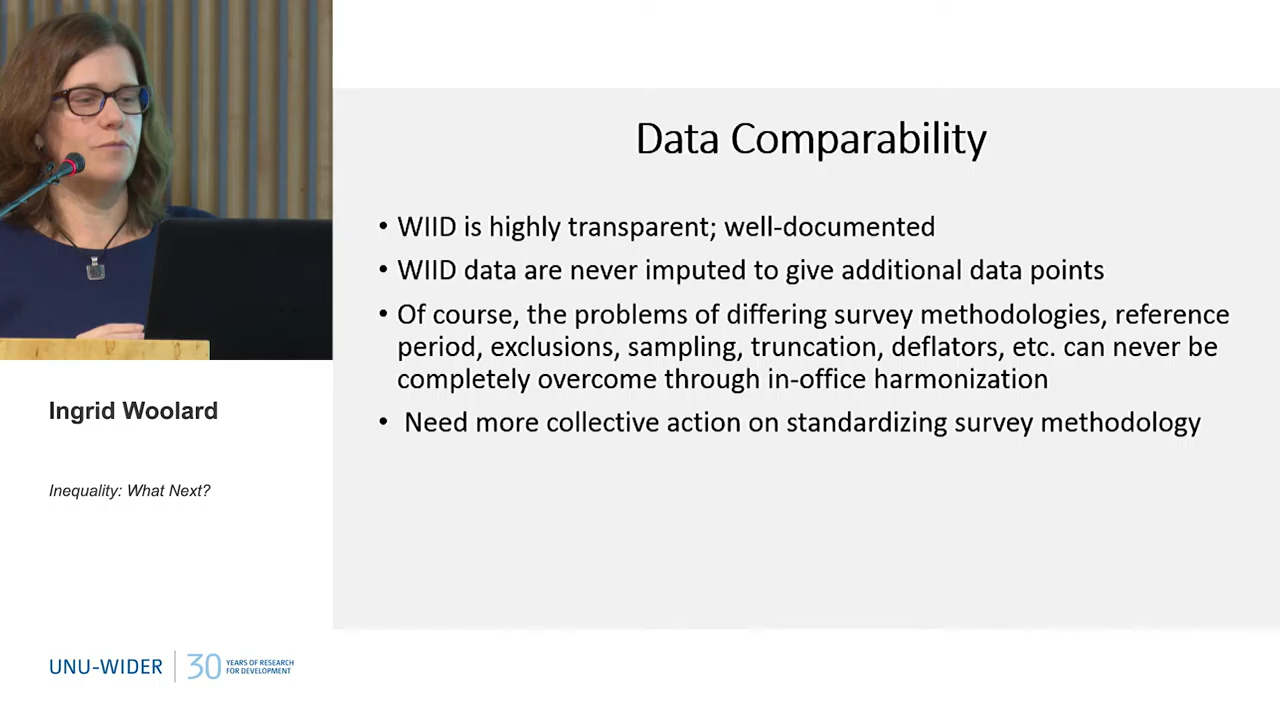 Data Comparability
• WIID is highly transparent; well-documented
• WIID data are never imputed to give additional data points
• Of course, the problems of differing survey methodologies, reference
period, exclusions, sampling, truncation, deflators, etc. can never be
completely overcome through in-office harmonization
• Need more collective action on standardizing survey methodology
Ingrid Woolard
Inequality: What Next?
UNU-WIDER
30
YEARS OF RESEARCH
FOR DEVELOPMENT